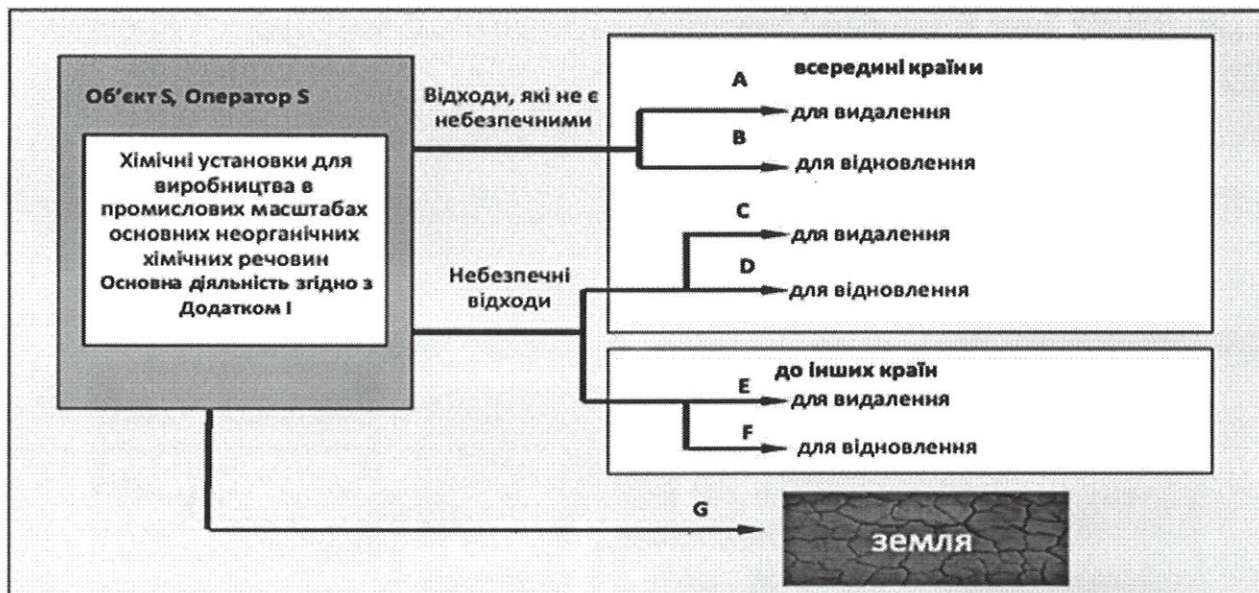 Об’єкт S, Оператор S
Хімічні установки для
виробництва в
промислових масштабах
основних неорганічних
хімічних речовин
Основна діяльність згідно з
Додатком I
Відходи, які не є
небезпечними
Небезпечні
відходи
всередині країни
A
для видалення
B
для відновлення
C
для видалення
D
для відновлення
до інших країн
E
для видалення
F
для відновлення
G
земля